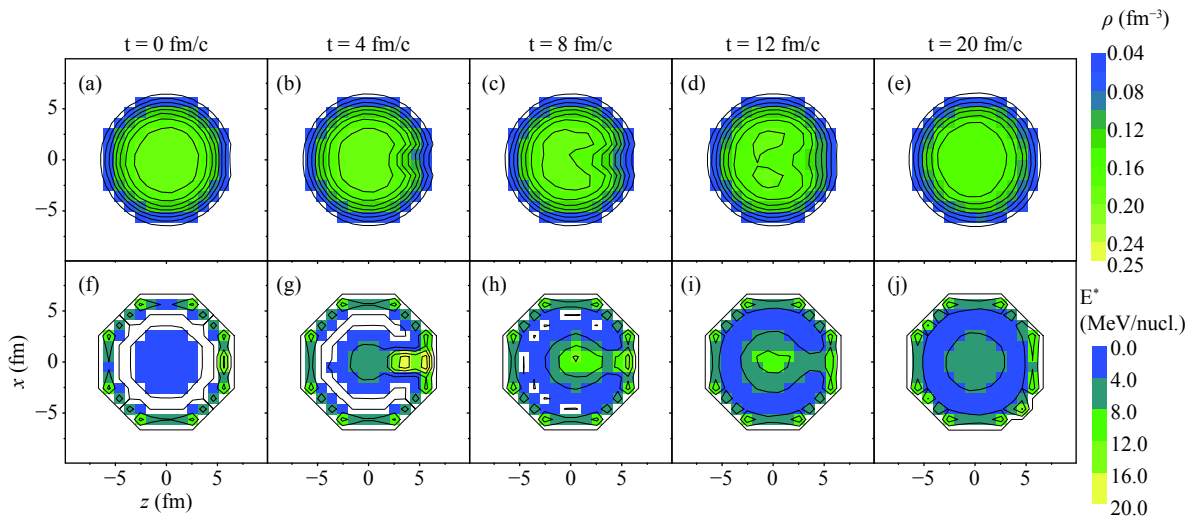 ρ (fm⁻³)
t = 0 fm/c t = 4 fm/c t = 8 fm/c t = 12 fm/c t = 20 fm/c
0.04
0.08
0.12
0.16
0.20
0.24
0.25
(a) (b) (c) (d) (e)
5
0
−5
x (fm)
(f) (g) (h) (i) (j)
5
0
−5
x (fm)
E*
(MeV/nucl.)
0.0
4.0
8.0
12.0
16.0
20.0
−5 0 5 −5 0 5 −5 0 5 −5 0 5 −5 0 5
z (fm)